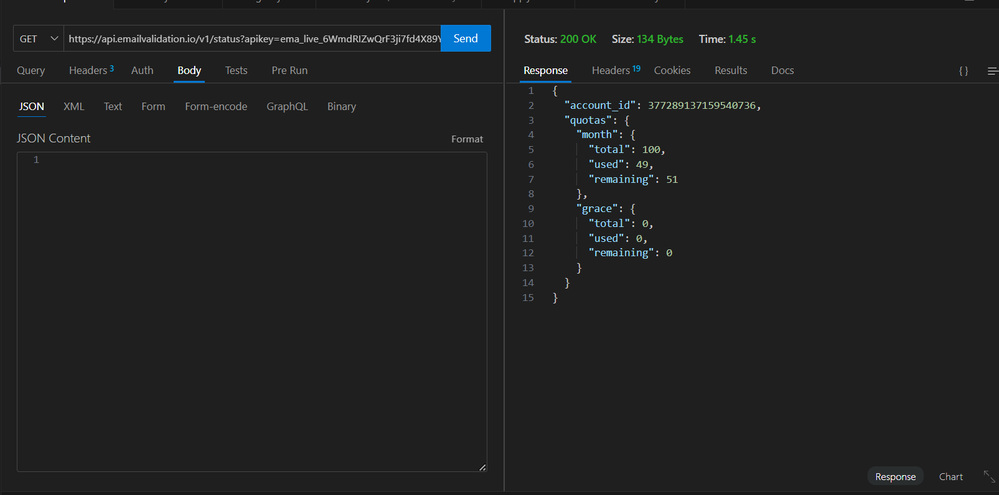 GET
https://api.emailvalidation.io/v1/status?apikey=ema_live_6WmdRIZwQrF3ji7fd4X89Y
Send
Query Headers 3 Auth Body Tests Pre Run
JSON XML Text Form Form-encode GraphQL Binary
JSON Content
Format
1
Status: 200 OK Size: 134 Bytes Time: 1.45 s
Response Headers 19 Cookies Results Docs { }
1 {
2 "account_id": 377289137159540736,
3 "quotas": {
4 "month": {
5 "total": 100,
6 "used": 49,
7 "remaining": 51
8 },
9 "grace": {
10 "total": 0,
11 "used": 0,
12 "remaining": 0
13 }
14 }
15 }
Response Chart